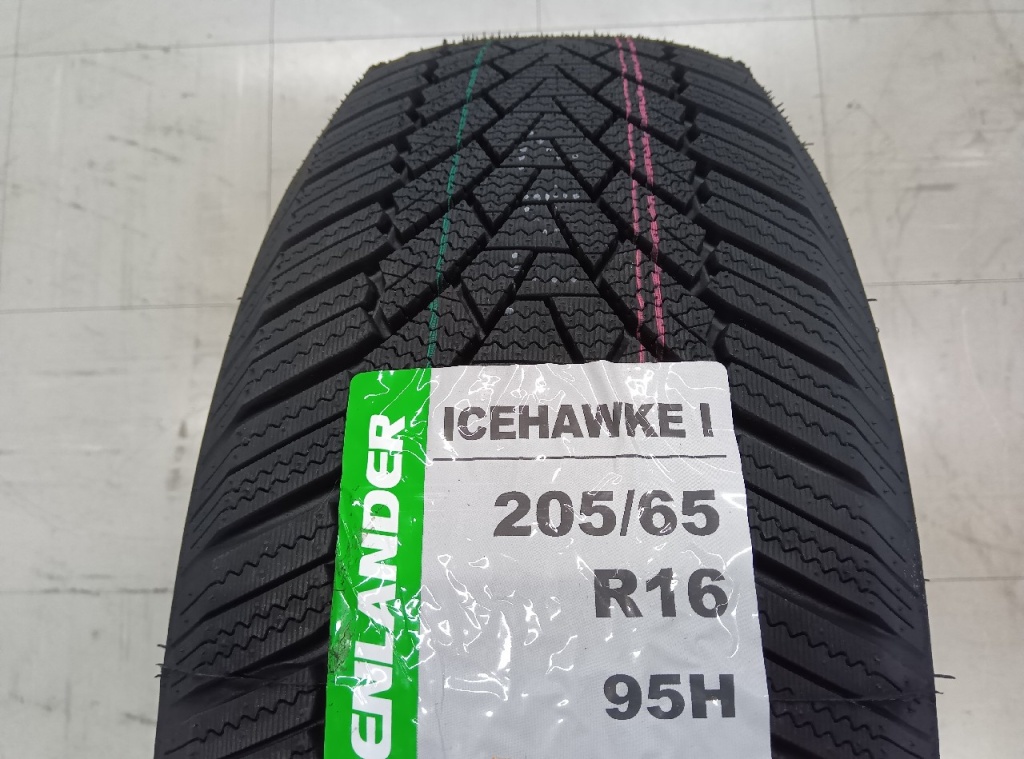 ICEHAWKE I
205/65
R16
95H
ENLANDER